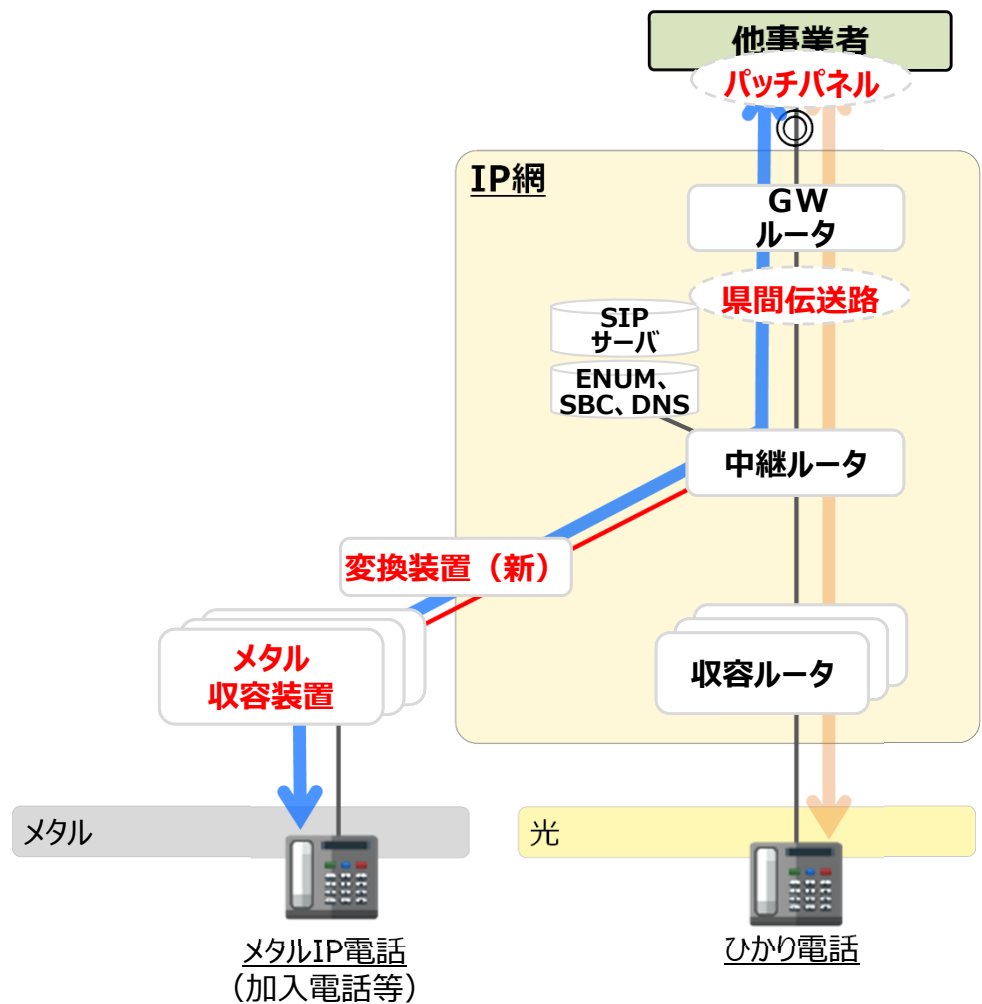 他事業者
パッチパネル
IP網
GW
ルータ
県間伝送路
SIP
サーバ
ENUM、
SBC、DNS
中継ルータ
変換装置（新）
メタル
収容装置
収容ルータ
メタル
光
メタルIP電話
（加入電話等）
ひかり電話